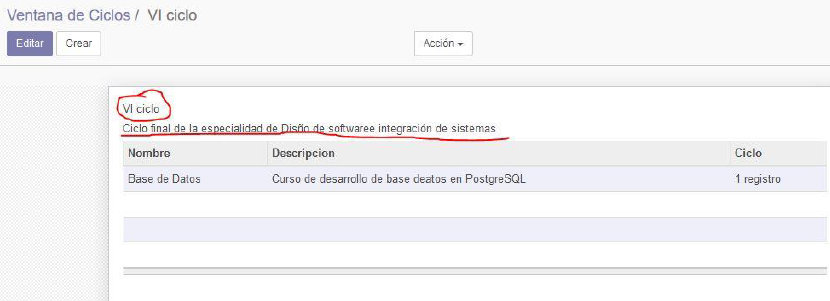 Ventana de Ciclos / VI ciclo
Editar Crear Acción
VI ciclo
Ciclo final de la especialidad de Disño de softwaree integración de sistemas
Nombre Descripcion Ciclo
Base de Datos Curso de desarrollo de base deatos en PostgreSQL 1 registro